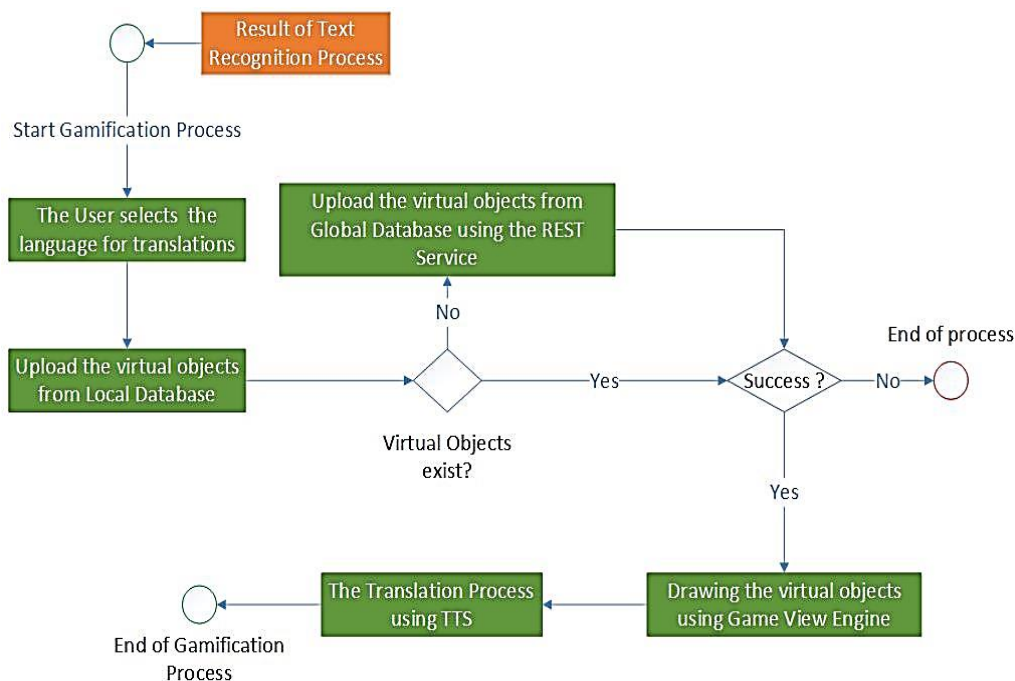 Result of Text
Recognition Process
Start Gamification Process
The User selects the
language for translations
Upload the virtual objects from
Global Database using the REST
Service
No
End of process
Upload the virtual objects
from Local Database
Yes
Success ?
No
Virtual Objects
exist?
Yes
The Translation Process
using TTS
Drawing the virtual objects
using Game View Engine
End of Gamification
Process